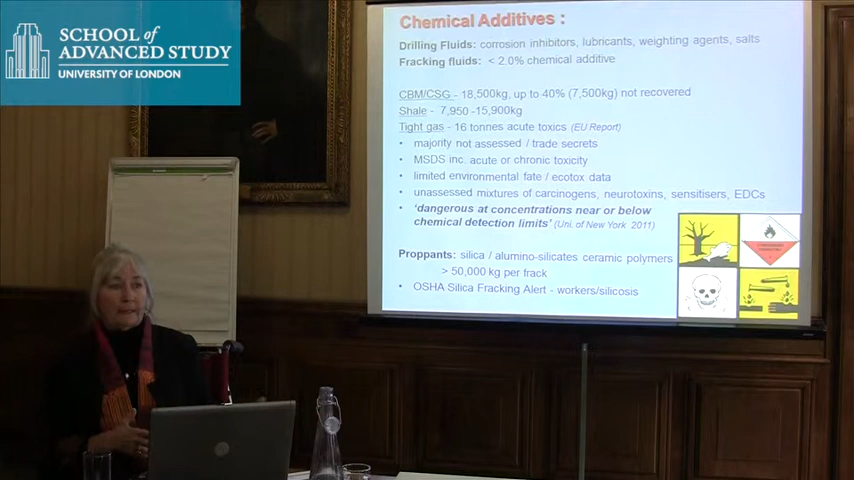 SCHOOL of
ADVANCED STUDY
UNIVERSITY OF LONDON
Chemical Additives :
Drilling Fluids: corrosion inhibitors, lubricants, weighting agents, salts
Fracking fluids: < 2.0% chemical additive
CBM/CSG - 18,500kg, up to 40% (7,500kg) not recovered
Shale - 7,950 -15,900kg
Tight gas - 16 tonnes acute toxics (EU Report)
• majority not assessed / trade secrets
• MSDS inc. acute or chronic toxicity
• limited environmental fate / ecotox data
• unassessed mixtures of carcinogens, neurotoxins, sensitisers, EDCs
• 'dangerous at concentrations near or below
chemical detection limits' (Uni. of New York 2011)
Proppants: silica / alumino-silicates ceramic polymers
> 50,000 kg per frack
• OSHA Silica Fracking Alert - workers/silicosis